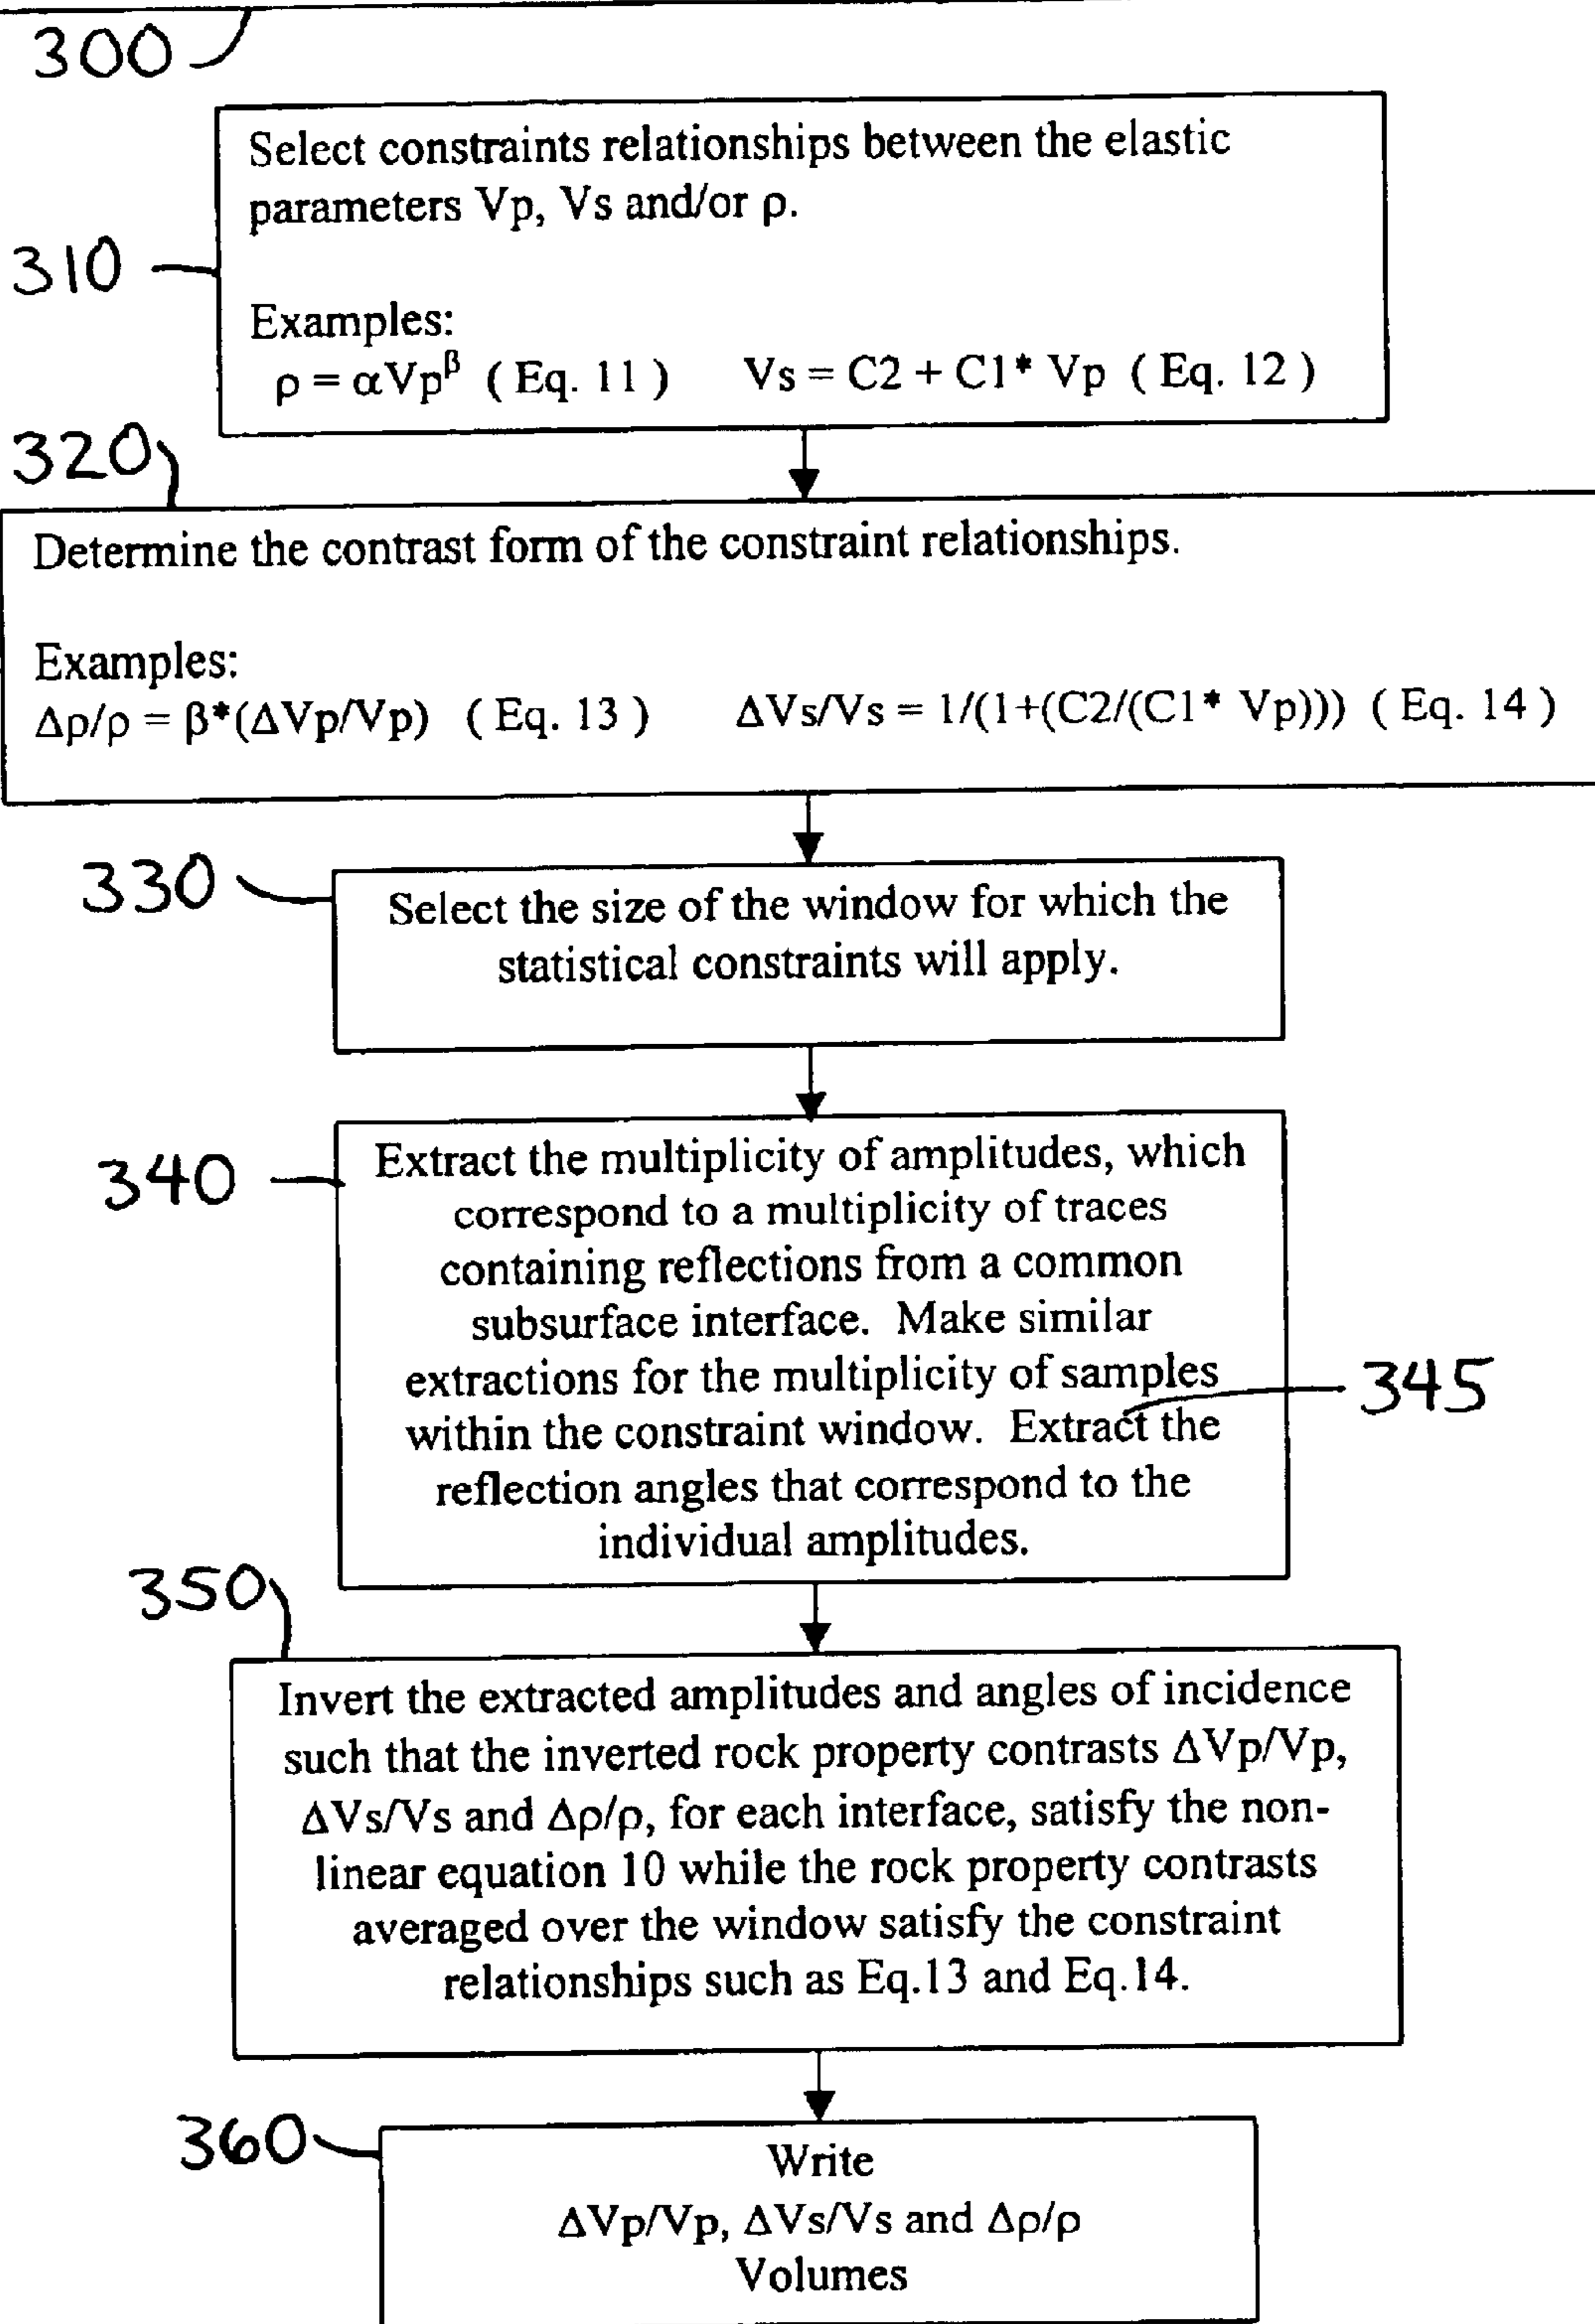 300
Select constraints relationships between the elastic
parameters Vp, Vs and/or ρ.
310
Examples:
ρ = αVp^β ( Eq. 11 ) Vs = C2 + C1* Vp ( Eq. 12 )
320
Determine the contrast form of the constraint relationships.
Examples:
Δρ/ρ = β*(ΔVp/Vp) ( Eq. 13 ) ΔVs/Vs = 1/(1+(C2/(C1* Vp))) ( Eq. 14 )
330
Select the size of the window for which the
statistical constraints will apply.
340
Extract the multiplicity of amplitudes, which
correspond to a multiplicity of traces
containing reflections from a common
subsurface interface. Make similar
extractions for the multiplicity of samples
345
within the constraint window. Extract the
reflection angles that correspond to the
individual amplitudes.
350
Invert the extracted amplitudes and angles of incidence
such that the inverted rock property contrasts ΔVp/Vp,
ΔVs/Vs and Δρ/ρ, for each interface, satisfy the non-
linear equation 10 while the rock property contrasts
averaged over the window satisfy the constraint
relationships such as Eq.13 and Eq.14.
360
Write
ΔVp/Vp, ΔVs/Vs and Δρ/ρ
Volumes